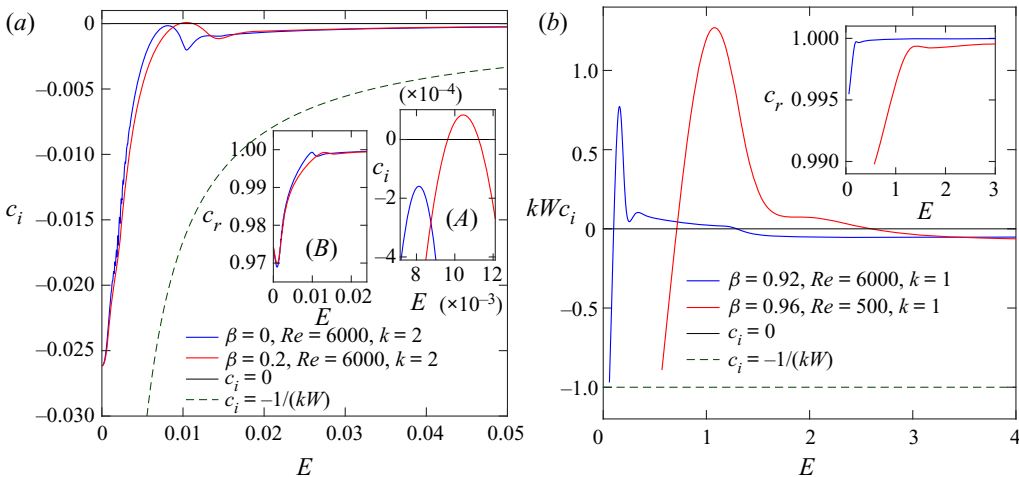 (a)
0
–0.005
–0.010
–0.015
–0.020
–0.025
–0.030
c_i
0 0.01 0.02 0.03 0.04 0.05
E
β = 0, Re = 6000, k = 2
β = 0.2, Re = 6000, k = 2
c_i = 0
c_i = –1/(kW)
1.00
0.99
0.98
0.97
c_r
(B)
0 0.01 0.02
E
(×10⁻⁴)
0
–2
–4
c_i
(A)
8 10 12
E (×10⁻³)
(b)
1.0
0.5
0
–0.5
–1.0
kWc_i
0 1 2 3 4
E
β = 0.92, Re = 6000, k = 1
β = 0.96, Re = 500, k = 1
c_i = 0
c_i = –1/(kW)
1.000
0.995
0.990
c_r
0 1 2 3
E